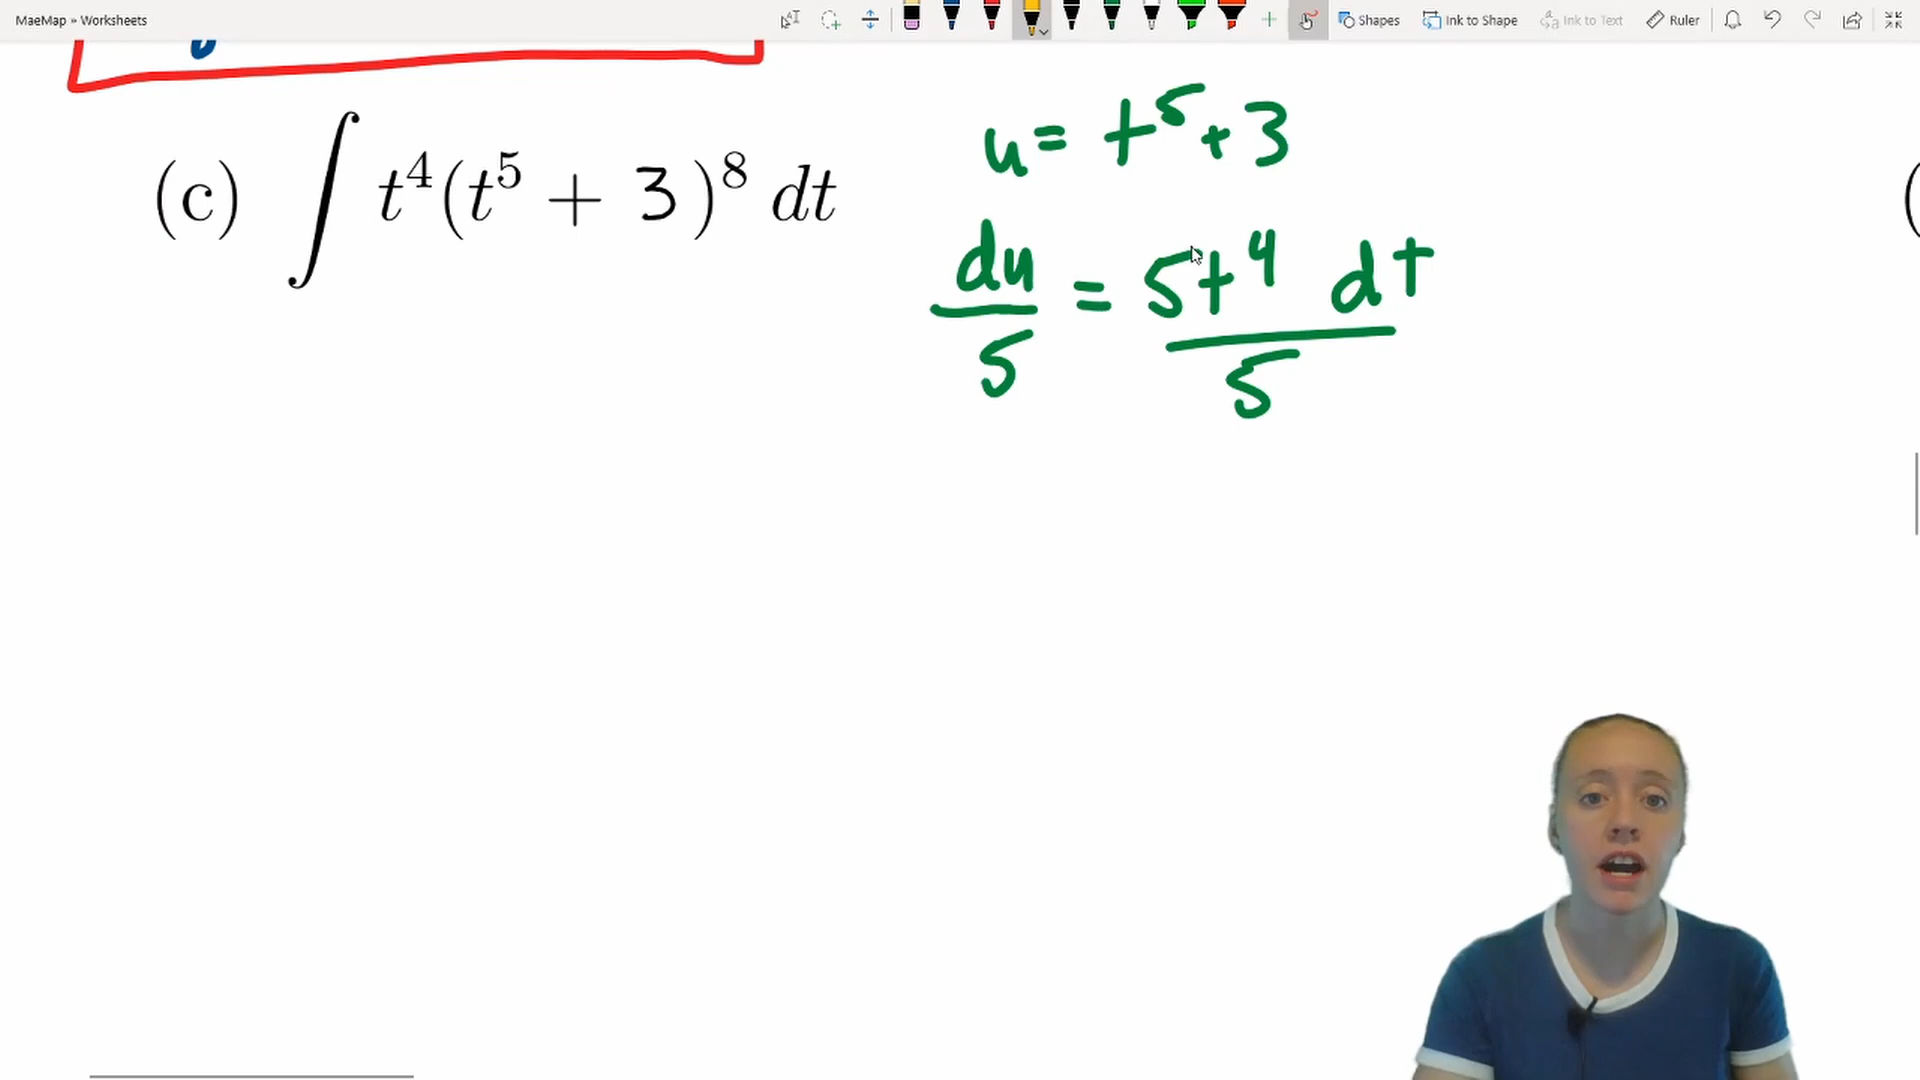 MaeMap » Worksheets
Shapes
Ink to Shape
Ink to Text
Ruler
(c) ∫ t⁴(t⁵ + 3)⁸ dt
u = t⁵ + 3
du/5 = 5t⁴ dt/5
(